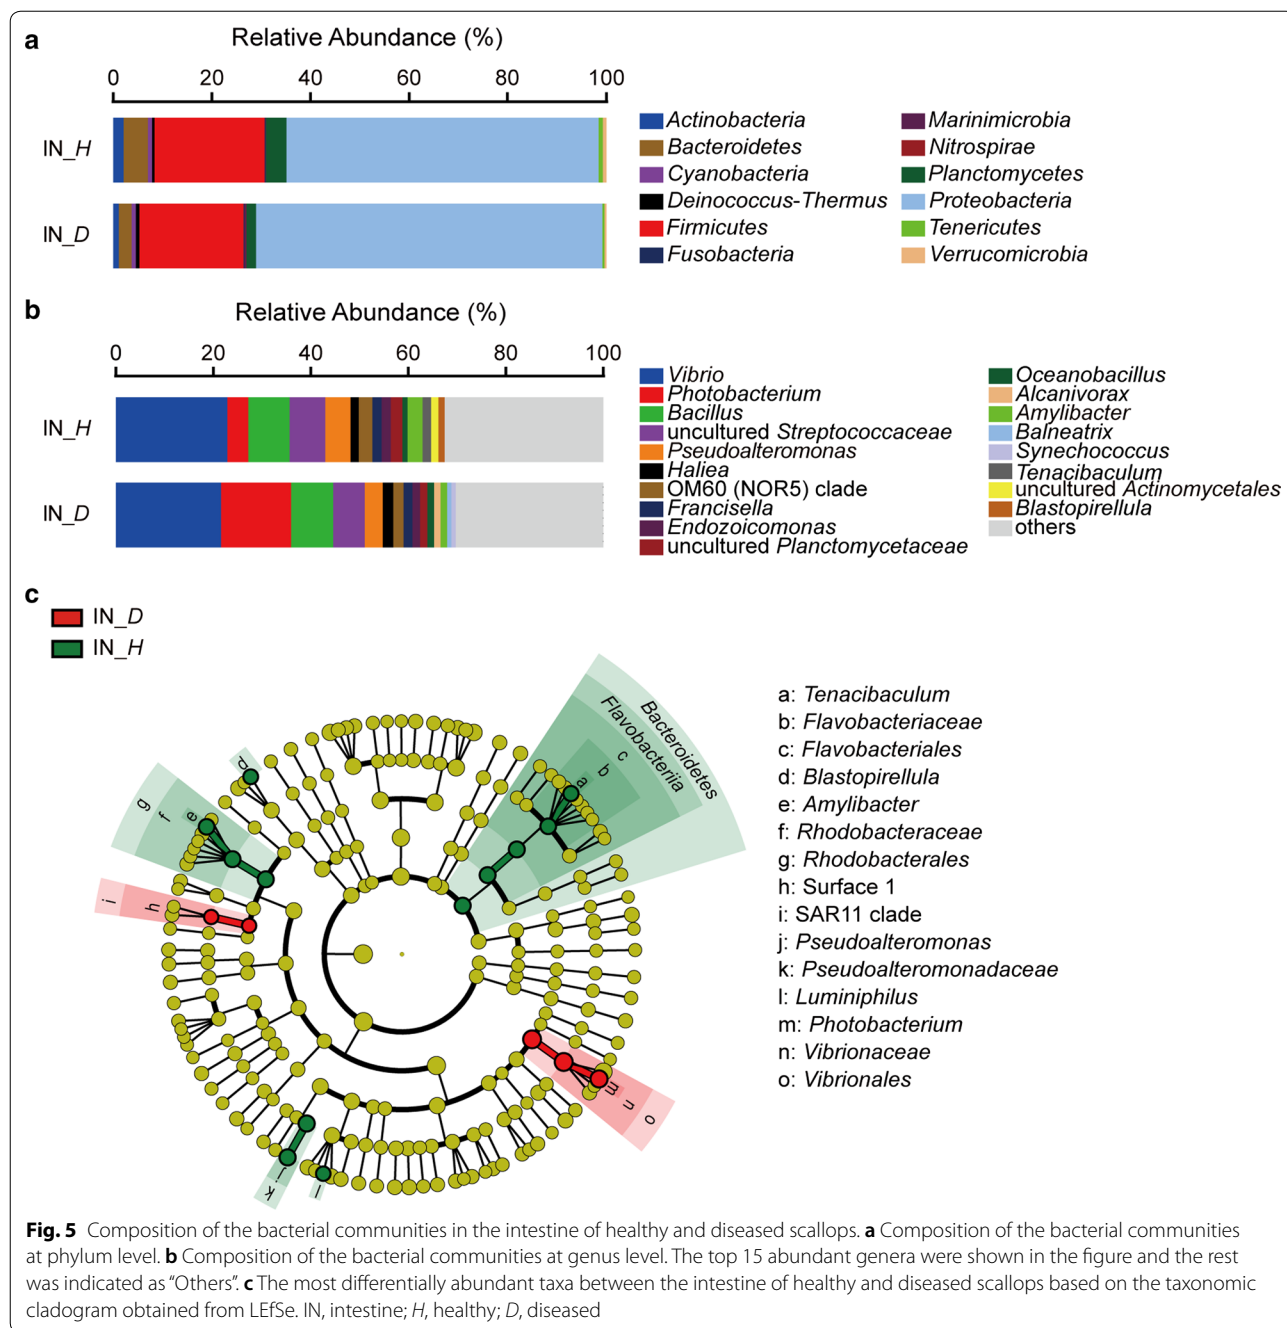 a
Relative Abundance (%)
0 20 40 60 80 100
IN_H
IN_D
Actinobacteria
Bacteroidetes
Cyanobacteria
Deinococcus-Thermus
Firmicutes
Fusobacteria
Marinimicrobia
Nitrospirae
Planctomycetes
Proteobacteria
Tenericutes
Verrucomicrobia
b
Relative Abundance (%)
0 20 40 60 80 100
IN_H
IN_D
Vibrio
Photobacterium
Bacillus
uncultured Streptococcaceae
Pseudoalteromonas
Haliea
OM60 (NOR5) clade
Francisella
Endozoicomonas
uncultured Planctomycetaceae
Oceanobacillus
Alcanivorax
Amylibacter
Balneatrix
Synechococcus
Tenacibaculum
uncultured Actinomycetales
Blastopirellula
others
c
IN_D
IN_H
Bacteroidetes
Flavobacteriia
c
b
a
d
e
f
g
h
i
j
k
l
m
n
o
a: Tenacibaculum
b: Flavobacteriaceae
c: Flavobacteriales
d: Blastopirellula
e: Amylibacter
f: Rhodobacteraceae
g: Rhodobacterales
h: Surface 1
i: SAR11 clade
j: Pseudoalteromonas
k: Pseudoalteromonadaceae
l: Luminiphilus
m: Photobacterium
n: Vibrionaceae
o: Vibrionales
Fig. 5 Composition of the bacterial communities in the intestine of healthy and diseased scallops. a Composition of the bacterial communities
at phylum level. b Composition of the bacterial communities at genus level. The top 15 abundant genera were shown in the figure and the rest
was indicated as “Others”. c The most differentially abundant taxa between the intestine of healthy and diseased scallops based on the taxonomic
cladogram obtained from LEfSe. IN, intestine; H, healthy; D, diseased